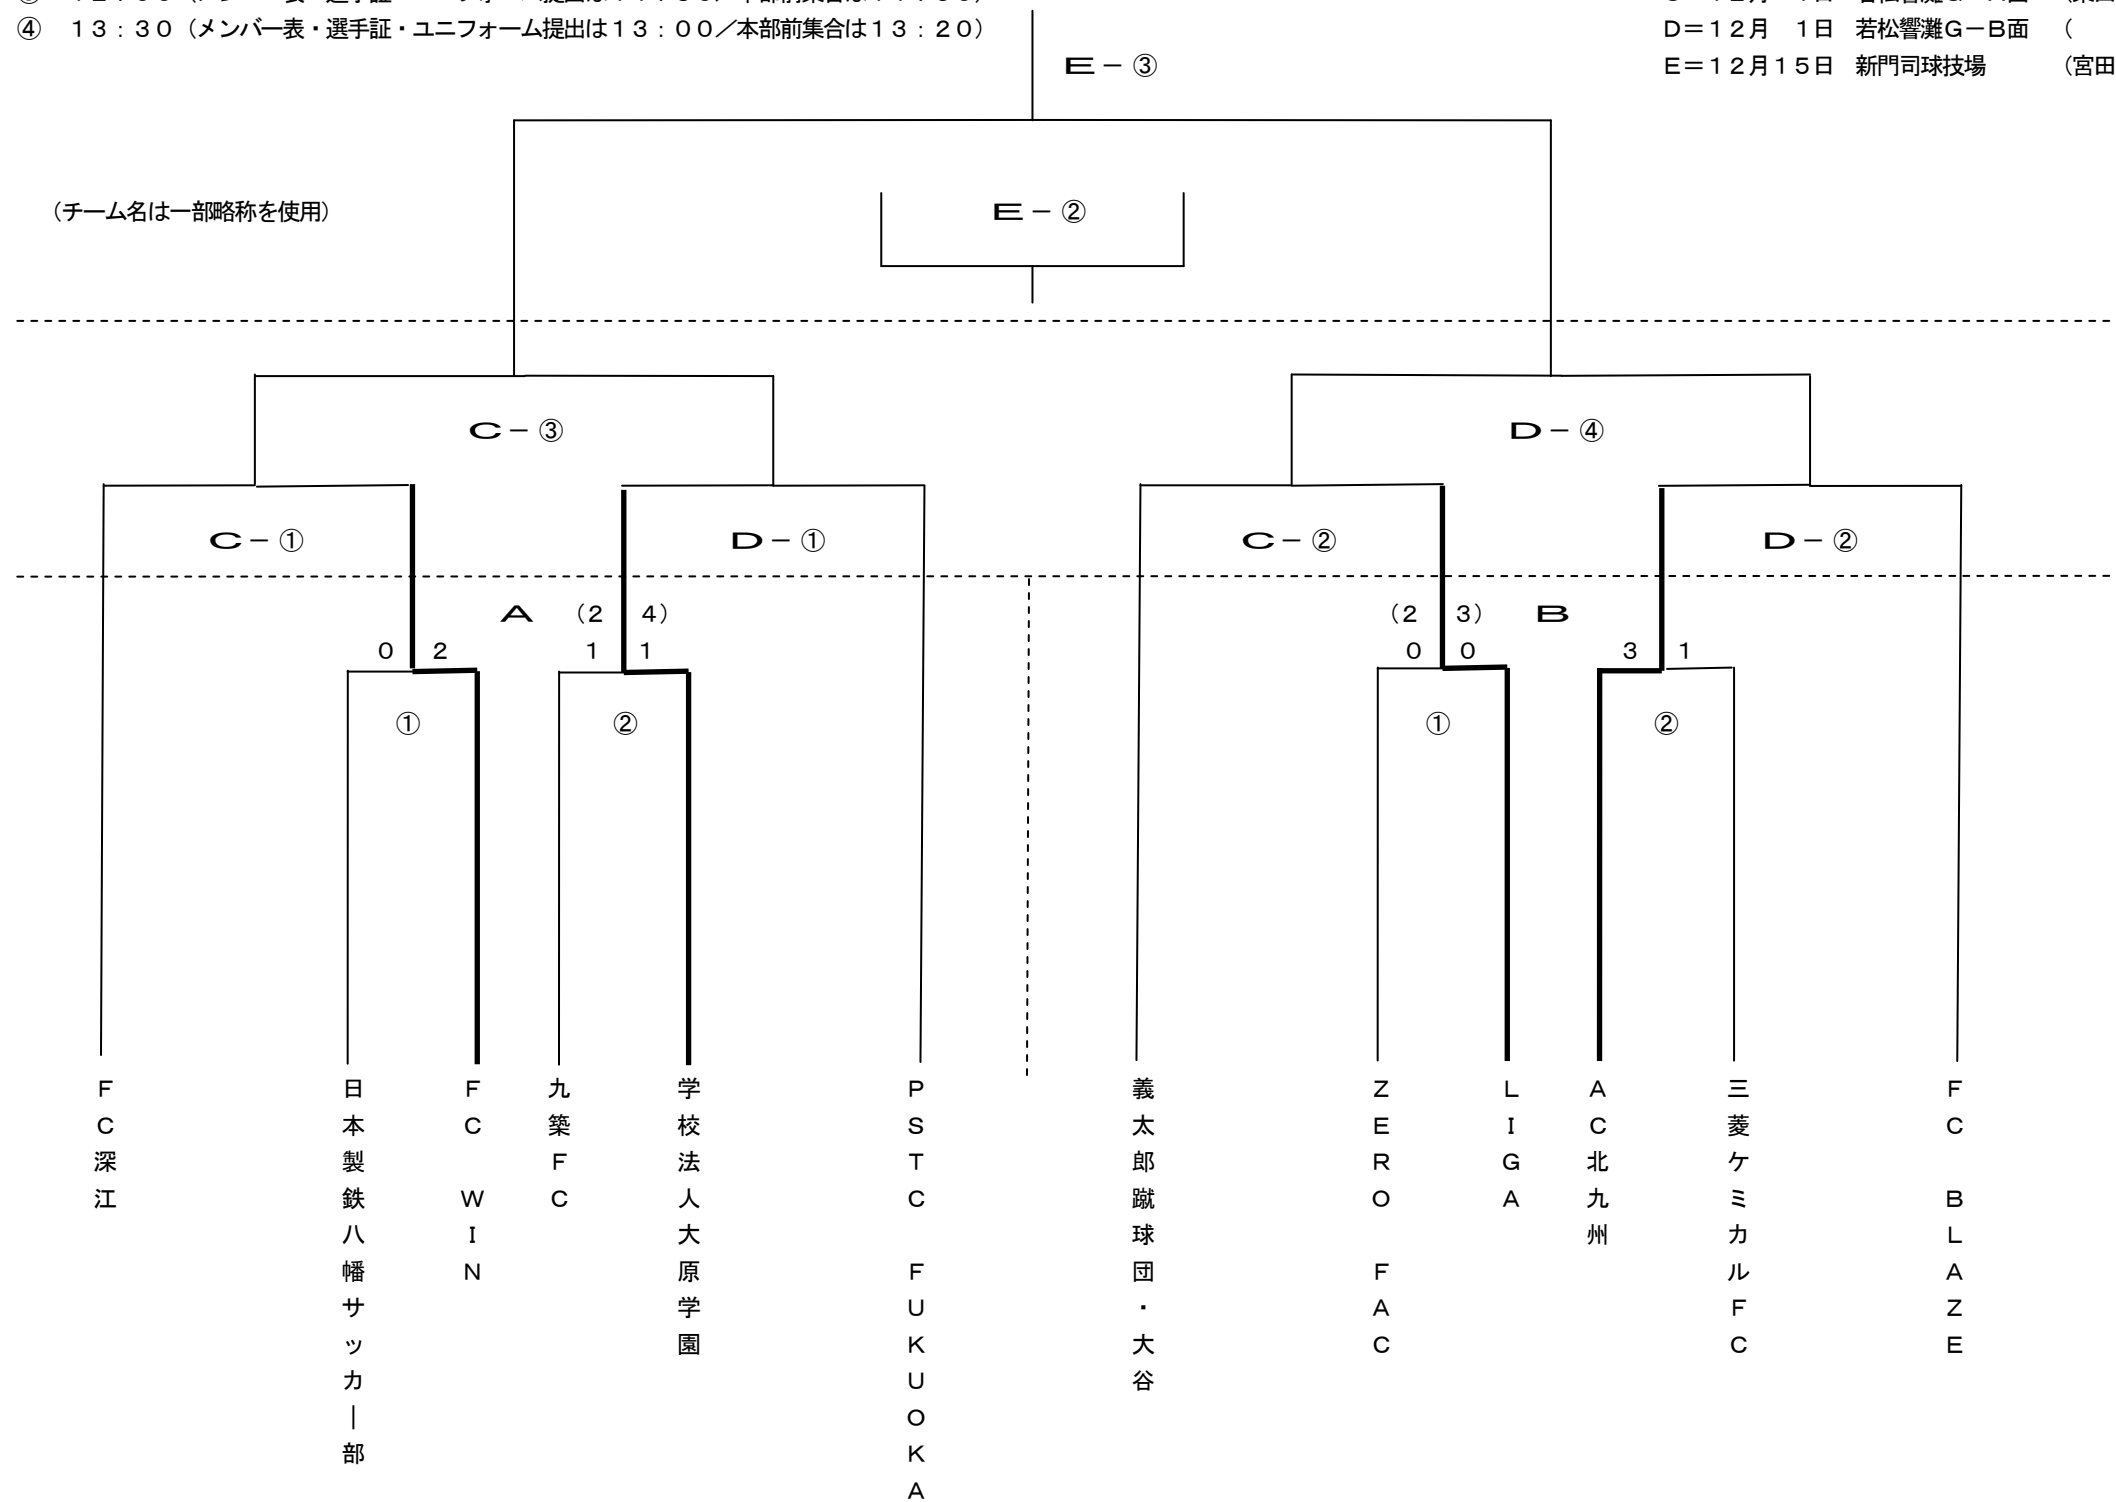 ④　１３：３０（メンバー表・選手証・ユニフォーム提出は１３：００／本部前集合は１３：２０）
Ｄ＝１２月　１日　若松響灘Ｇ－Ｂ面　（
Ｅ＝１２月１５日　新門司球技場　（宮田
Ｅ－③
（チーム名は一部略称を使用）
Ｅ－②
Ｃ－③
Ｄ－④
Ｃ－①
Ｄ－①
Ｃ－②
Ｄ－②
Ａ
（２　４）
（２　３）
Ｂ
０　２
１　１
０　０
３　１
①
②
①
②
ＦＣ深江
日本製鉄八幡サッカー部
ＦＣ　ＷＩＮ
九築ＦＣ
学校法人大原学園
ＰＳＴＣ　ＦＵＫＵＯＫＡ
義太郎蹴球団・大谷
ＺＥＲＯ　ＦＡＣ
ＬＩＧＡ
ＡＣ北九州
三菱ケミカルＦＣ
ＦＣ　ＢＬＡＺＥ